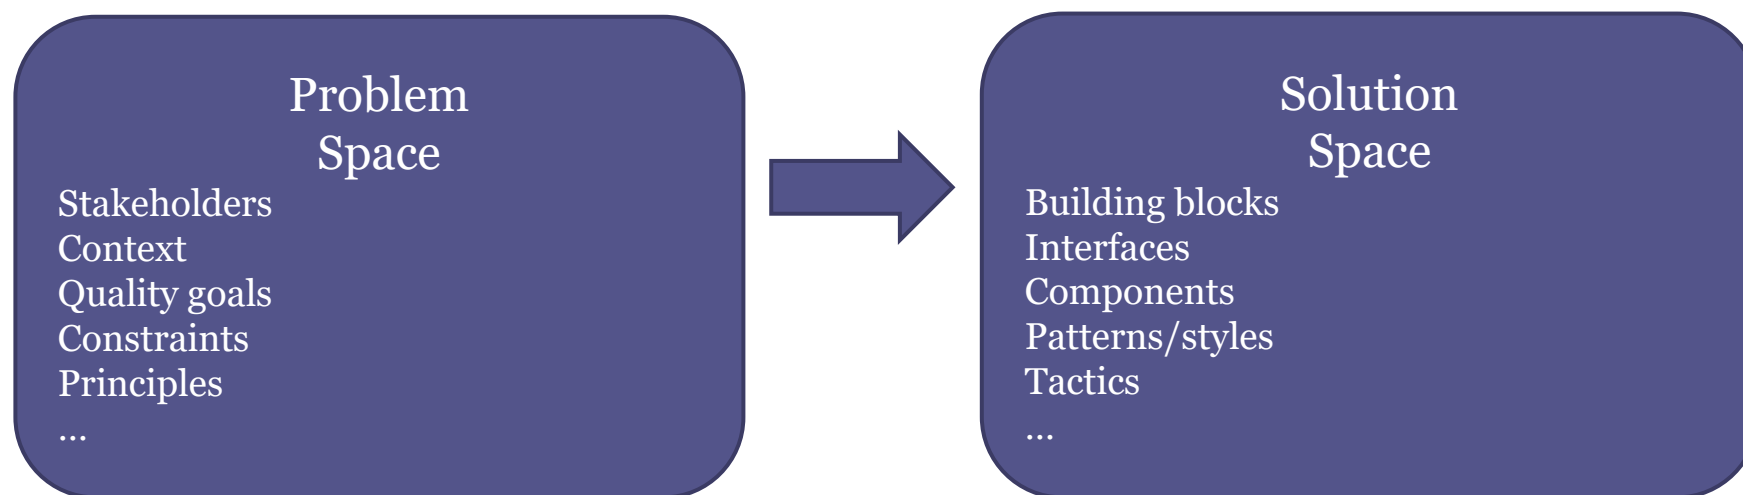 Problem
Space
Stakeholders
Context
Quality goals
Constraints
Principles
...
Solution
Space
Building blocks
Interfaces
Components
Patterns/styles
Tactics
...